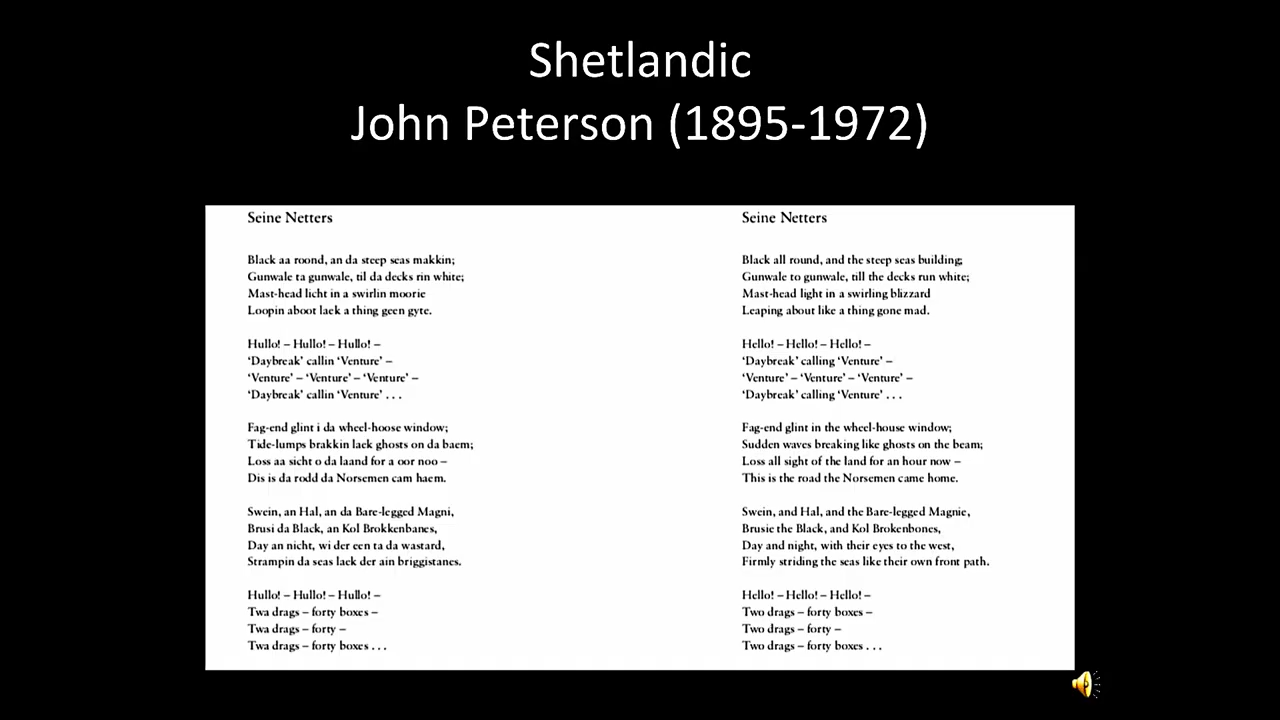 Shetlandic
John Peterson (1895-1972)
Seine Netters
Black aa roond, an da steep seas makkin;
Gunwale ta gunwale, til da decks rin white;
Mast-head licht in a swirlin moorie
Loopin aboot laek a thing geen gyte.
Hullo! – Hullo! – Hullo! –
‘Daybreak’ callin ‘Venture’ –
‘Venture’ – ‘Venture’ – ‘Venture’ –
‘Daybreak’ callin ‘Venture’ . . .
Fag-end glint i da wheel-hoose window;
Tide-lumps brakkin laek ghosts on da baem;
Loss aa sicht o da laand for a oor noo –
Dis is da rodd da Norsemen cam haem.
Swein, an Hal, an da Bare-legged Magni,
Brusi da Black, an Kol Brokkenbanes,
Day an nicht, wi der een ta da wastard,
Strampin da seas laek der ain briggistanes.
Hullo! – Hullo! – Hullo! –
Twa drags – forty boxes –
Twa drags – forty –
Twa drags – forty boxes . . .
Seine Netters
Black all round, and the steep seas building;
Gunwale to gunwale, till the decks run white;
Mast-head light in a swirling blizzard
Leaping about like a thing gone mad.
Hello! – Hello! – Hello! –
‘Daybreak’ calling ‘Venture’ –
‘Venture’ – ‘Venture’ – ‘Venture’ –
‘Daybreak’ calling ‘Venture’ . . .
Fag-end glint in the wheel-house window;
Sudden waves breaking like ghosts on the beam;
Loss all sight of the land for an hour now –
This is the road the Norsemen came home.
Swein, and Hal, and the Bare-legged Magnie,
Brusie the Black, and Kol Brokenbones,
Day and night, with their eyes to the west,
Firmly striding the seas like their own front path.
Hello! – Hello! – Hello! –
Two drags – forty boxes –
Two drags – forty –
Two drags – forty boxes . . .